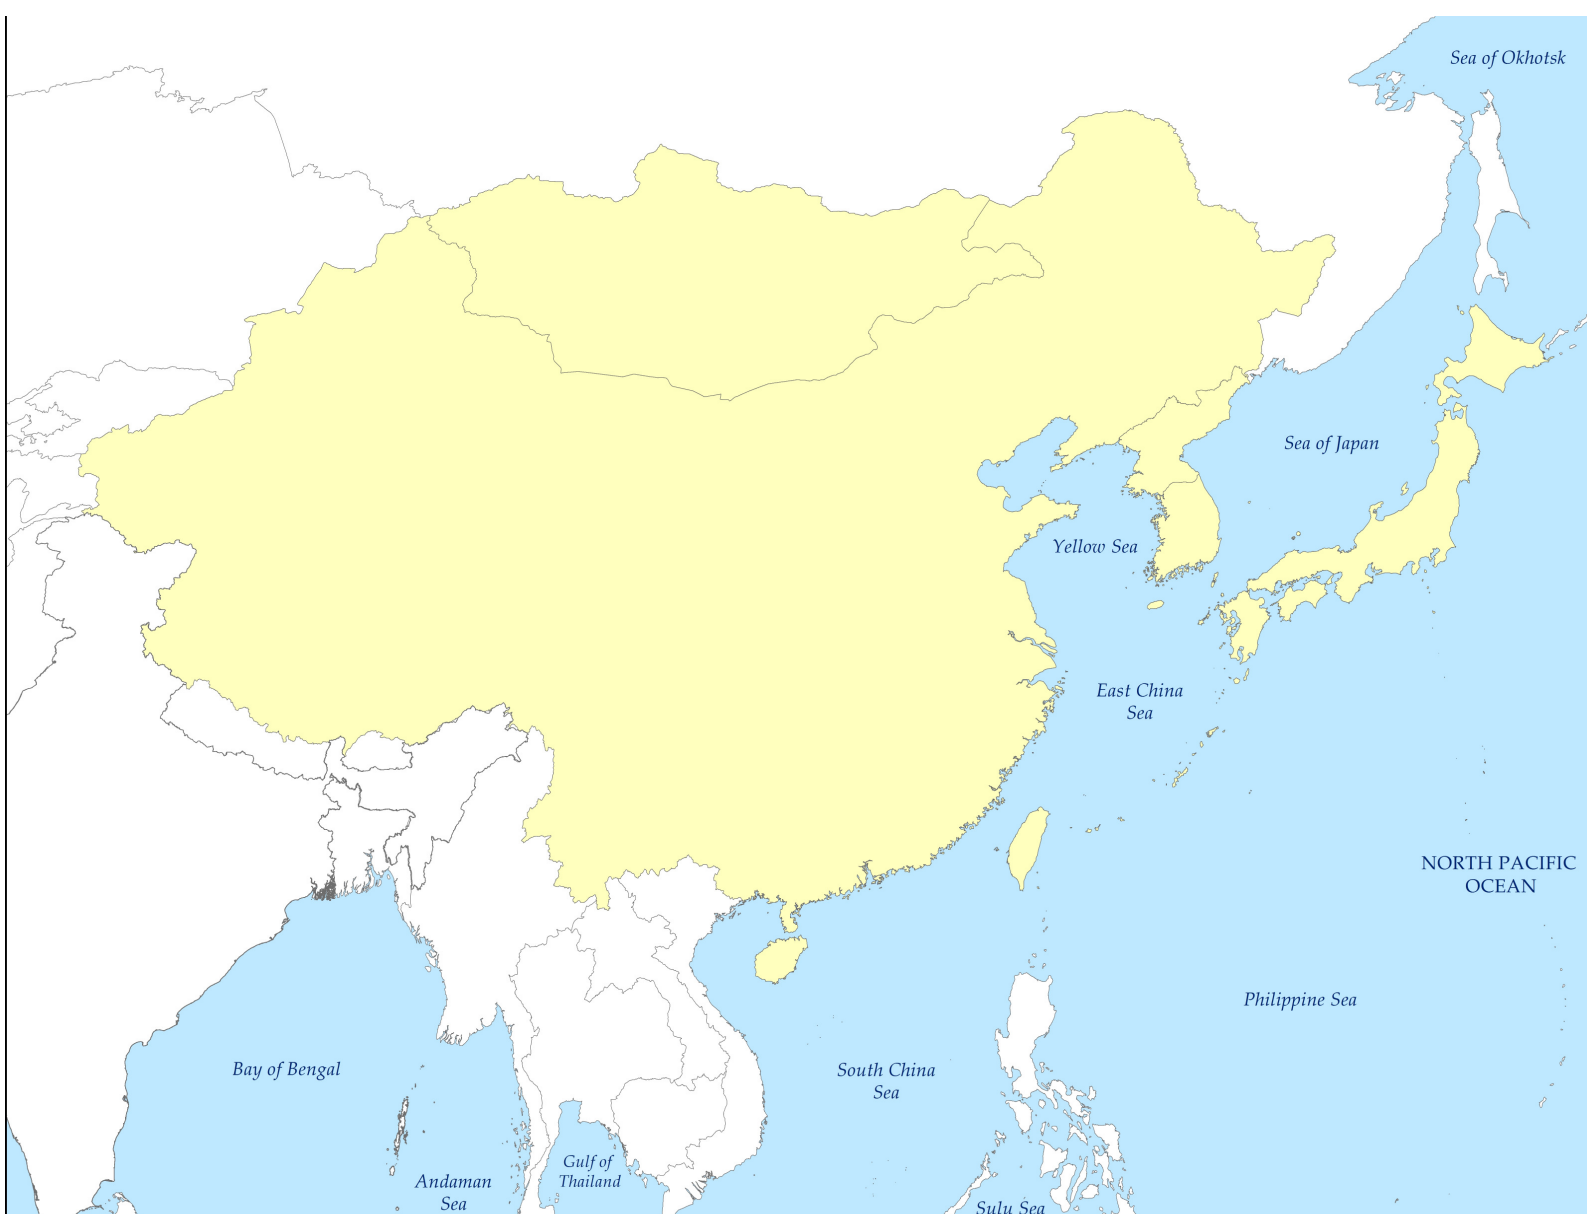 Sea of Okhotsk
Sea of Japan
Yellow Sea
East China
Sea
NORTH PACIFIC
OCEAN
Philippine Sea
Bay of Bengal
South China
Sea
Gulf of
Thailand
Andaman
Sea
Sulu Sea